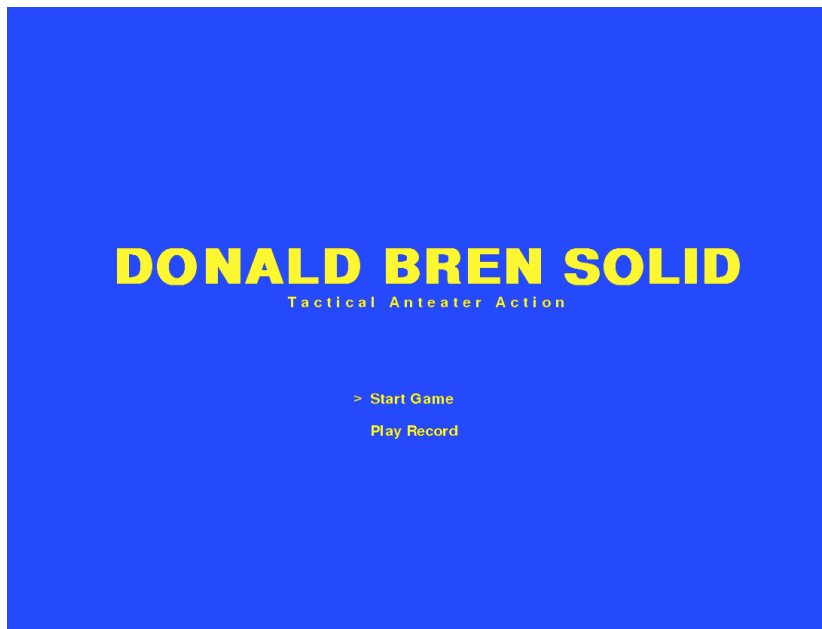 DONALD BREN SOLID
Tactical Anteater Action
> Start Game
Play Record